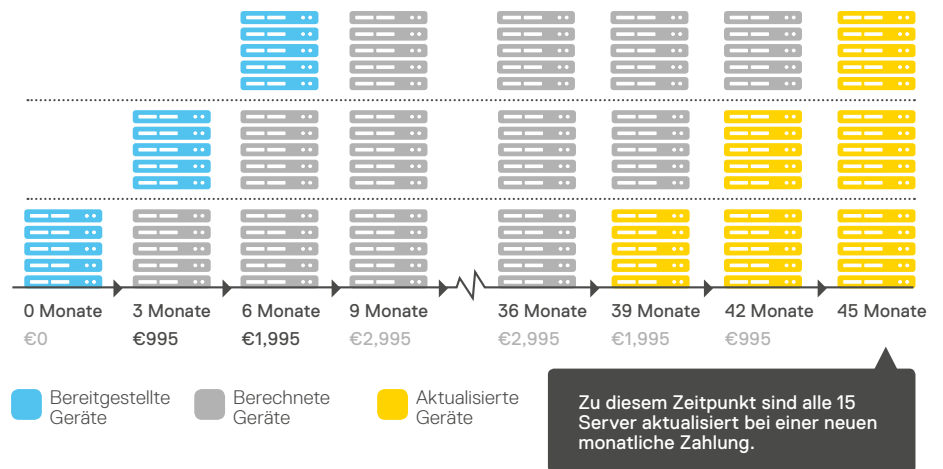 0 Monate
3 Monate
6 Monate
9 Monate
36 Monate
39 Monate
42 Monate
45 Monate
€0
€995
€1,995
€2,995
€2,995
€1,995
€995
Bereitgestellte
Geräte
Berechnete
Geräte
Aktualisierte
Geräte
Zu diesem Zeitpunkt sind alle 15
Server aktualisiert bei einer neuen
monatliche Zahlung.